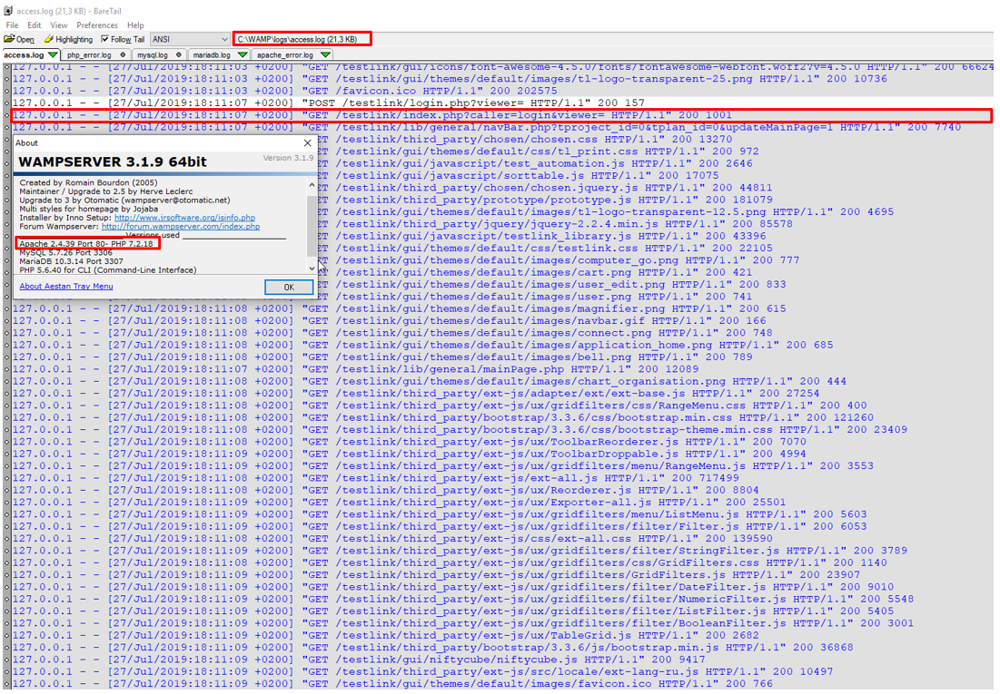 access.log (21,3 KB) - BareTail
File Edit View Preferences Help
Open Highlighting Follow Tail ANSI C:\WAMP\logs\access.log (21,3 KB)
access.log php_error.log mysql.log mariadb.log apache_error.log
127.0.0.1 - - [27/Jul/2019:18:11:03 +0200] "GET /testlink/gui/icons/font-awesome-4.5.0/fonts/fontawesome-webfont.woff2?v=4.5.0 HTTP/1.1" 200 66624
127.0.0.1 - - [27/Jul/2019:18:11:03 +0200] "GET /testlink/gui/themes/default/images/tl-logo-transparent-25.png HTTP/1.1" 200 10736
127.0.0.1 - - [27/Jul/2019:18:11:03 +0200] "GET /favicon.ico HTTP/1.1" 200 202575
127.0.0.1 - - [27/Jul/2019:18:11:07 +0200] "POST /testlink/login.php?viewer= HTTP/1.1" 200 157
127.0.0.1 - - [27/Jul/2019:18:11:07 +0200] "GET /testlink/index.php?caller=login&viewer= HTTP/1.1" 200 1001
127.0.0.1 - - [27/Jul/2019:18:11:07 +0200] "GET /testlink/lib/general/navBar.php?tproject_id=0&tplan_id=0&updateMainPage=1 HTTP/1.1" 200 7740
"GET /testlink/third_party/chosen/chosen.css HTTP/1.1" 200 13270
"GET /testlink/gui/themes/default/css/tl_print.css HTTP/1.1" 200 972
"GET /testlink/gui/javascript/test_automation.js HTTP/1.1" 200 2646
"GET /testlink/gui/javascript/sorttable.js HTTP/1.1" 200 17075
"GET /testlink/third_party/chosen/chosen.jquery.js HTTP/1.1" 200 44811
"GET /testlink/third_party/prototype/prototype.js HTTP/1.1" 200 181079
"GET /testlink/gui/themes/default/images/tl-logo-transparent-12.5.png HTTP/1.1" 200 4695
"GET /testlink/third_party/jquery/jquery-2.2.4.min.js HTTP/1.1" 200 85578
"GET /testlink/gui/javascript/testlink_library.js HTTP/1.1" 200 43396
"GET /testlink/gui/themes/default/css/testlink.css HTTP/1.1" 200 22105
"GET /testlink/gui/themes/default/images/computer_go.png HTTP/1.1" 200 777
"GET /testlink/gui/themes/default/images/cart.png HTTP/1.1" 200 421
"GET /testlink/gui/themes/default/images/user_edit.png HTTP/1.1" 200 833
"GET /testlink/gui/themes/default/images/user.png HTTP/1.1" 200 741
About
WAMPSERVER 3.1.9 64bit Version 3.1.9
Created by Romain Bourdon (2005)
Maintainer / Upgrade to 2.5 by Herve Leclerc
Upgrade to 3 by Otomatic (wampserver@otomatic.net)
Multi styles for homepage by Jojaba
Installer by Inno Setup: http://www.jrsoftware.org/isinfo.php
Forum Wampserver: http://forum.wampserver.com/index.php
Versions used
Apache 2.4.39 Port 80- PHP 7.2.18
MySQL 5.7.26 Port 3306
MariaDB 10.3.14 Port 3307
PHP 5.6.40 for CLI (Command-Line Interface)
About Aestan Tray Menu OK
127.0.0.1 - - [27/Jul/2019:18:11:08 +0200] "GET /testlink/gui/themes/default/images/magnifier.png HTTP/1.1" 200 615
127.0.0.1 - - [27/Jul/2019:18:11:08 +0200] "GET /testlink/gui/themes/default/images/navbar.gif HTTP/1.1" 200 166
127.0.0.1 - - [27/Jul/2019:18:11:08 +0200] "GET /testlink/gui/themes/default/images/connect.png HTTP/1.1" 200 748
127.0.0.1 - - [27/Jul/2019:18:11:08 +0200] "GET /testlink/gui/themes/default/images/application_home.png HTTP/1.1" 200 685
127.0.0.1 - - [27/Jul/2019:18:11:08 +0200] "GET /testlink/gui/themes/default/images/bell.png HTTP/1.1" 200 789
127.0.0.1 - - [27/Jul/2019:18:11:07 +0200] "GET /testlink/lib/general/mainPage.php HTTP/1.1" 200 12089
127.0.0.1 - - [27/Jul/2019:18:11:08 +0200] "GET /testlink/gui/themes/default/images/chart_organisation.png HTTP/1.1" 200 444
127.0.0.1 - - [27/Jul/2019:18:11:08 +0200] "GET /testlink/third_party/ext-js/adapter/ext/ext-base.js HTTP/1.1" 200 27254
127.0.0.1 - - [27/Jul/2019:18:11:08 +0200] "GET /testlink/third_party/ext-js/ux/gridfilters/css/RangeMenu.css HTTP/1.1" 200 400
127.0.0.1 - - [27/Jul/2019:18:11:08 +0200] "GET /testlink/third_party/bootstrap/3.3.6/css/bootstrap.min.css HTTP/1.1" 200 121260
127.0.0.1 - - [27/Jul/2019:18:11:08 +0200] "GET /testlink/third_party/bootstrap/3.3.6/css/bootstrap-theme.min.css HTTP/1.1" 200 23409
127.0.0.1 - - [27/Jul/2019:18:11:08 +0200] "GET /testlink/third_party/ext-js/ux/ToolbarReorderer.js HTTP/1.1" 200 7070
127.0.0.1 - - [27/Jul/2019:18:11:09 +0200] "GET /testlink/third_party/ext-js/ux/ToolbarDroppable.js HTTP/1.1" 200 4994
127.0.0.1 - - [27/Jul/2019:18:11:09 +0200] "GET /testlink/third_party/ext-js/ux/gridfilters/menu/RangeMenu.js HTTP/1.1" 200 3553
127.0.0.1 - - [27/Jul/2019:18:11:08 +0200] "GET /testlink/third_party/ext-js/ext-all.js HTTP/1.1" 200 717499
127.0.0.1 - - [27/Jul/2019:18:11:08 +0200] "GET /testlink/third_party/ext-js/ux/Reorderer.js HTTP/1.1" 200 8804
127.0.0.1 - - [27/Jul/2019:18:11:09 +0200] "GET /testlink/third_party/ext-js/ux/Exporter-all.js HTTP/1.1" 200 25501
127.0.0.1 - - [27/Jul/2019:18:11:09 +0200] "GET /testlink/third_party/ext-js/ux/gridfilters/menu/ListMenu.js HTTP/1.1" 200 5603
127.0.0.1 - - [27/Jul/2019:18:11:09 +0200] "GET /testlink/third_party/ext-js/ux/gridfilters/filter/Filter.js HTTP/1.1" 200 6053
127.0.0.1 - - [27/Jul/2019:18:11:08 +0200] "GET /testlink/third_party/ext-js/css/ext-all.css HTTP/1.1" 200 139590
127.0.0.1 - - [27/Jul/2019:18:11:09 +0200] "GET /testlink/third_party/ext-js/ux/gridfilters/filter/StringFilter.js HTTP/1.1" 200 3789
127.0.0.1 - - [27/Jul/2019:18:11:08 +0200] "GET /testlink/third_party/ext-js/ux/gridfilters/css/GridFilters.css HTTP/1.1" 200 1140
127.0.0.1 - - [27/Jul/2019:18:11:09 +0200] "GET /testlink/third_party/ext-js/ux/gridfilters/GridFilters.js HTTP/1.1" 200 23907
127.0.0.1 - - [27/Jul/2019:18:11:09 +0200] "GET /testlink/third_party/ext-js/ux/gridfilters/filter/DateFilter.js HTTP/1.1" 200 9010
127.0.0.1 - - [27/Jul/2019:18:11:09 +0200] "GET /testlink/third_party/ext-js/ux/gridfilters/filter/NumericFilter.js HTTP/1.1" 200 5548
127.0.0.1 - - [27/Jul/2019:18:11:09 +0200] "GET /testlink/third_party/ext-js/ux/gridfilters/filter/ListFilter.js HTTP/1.1" 200 5405
127.0.0.1 - - [27/Jul/2019:18:11:09 +0200] "GET /testlink/third_party/ext-js/ux/gridfilters/filter/BooleanFilter.js HTTP/1.1" 200 3001
127.0.0.1 - - [27/Jul/2019:18:11:09 +0200] "GET /testlink/third_party/ext-js/ux/TableGrid.js HTTP/1.1" 200 2682
127.0.0.1 - - [27/Jul/2019:18:11:09 +0200] "GET /testlink/third_party/bootstrap/3.3.6/js/bootstrap.min.js HTTP/1.1" 200 36868
127.0.0.1 - - [27/Jul/2019:18:11:09 +0200] "GET /testlink/gui/niftycube/niftycube.js HTTP/1.1" 200 9417
127.0.0.1 - - [27/Jul/2019:18:11:09 +0200] "GET /testlink/third_party/ext-js/src/locale/ext-lang-ru.js HTTP/1.1" 200 10497
127.0.0.1 - - [27/Jul/2019:18:11:09 +0200] "GET /testlink/gui/themes/default/images/favicon.ico HTTP/1.1" 200 766